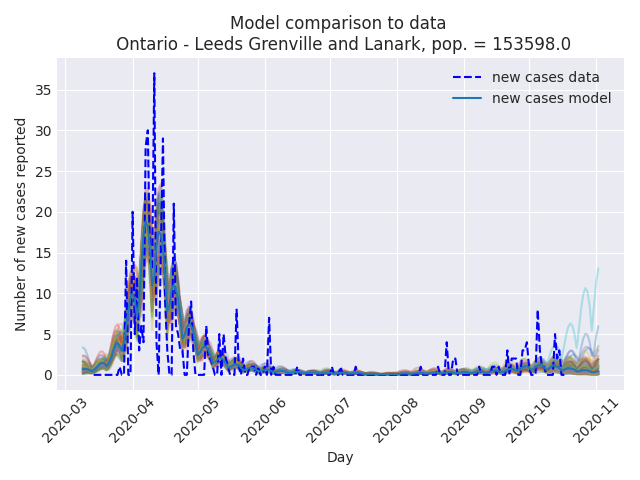 Model comparison to data
Ontario - Leeds Grenville and Lanark, pop. = 153598.0
new cases data
new cases model
Number of new cases reported
35
30
25
20
15
10
5
0
2020-03
2020-04
2020-05
2020-06
2020-07
2020-08
2020-09
2020-10
2020-11
Day